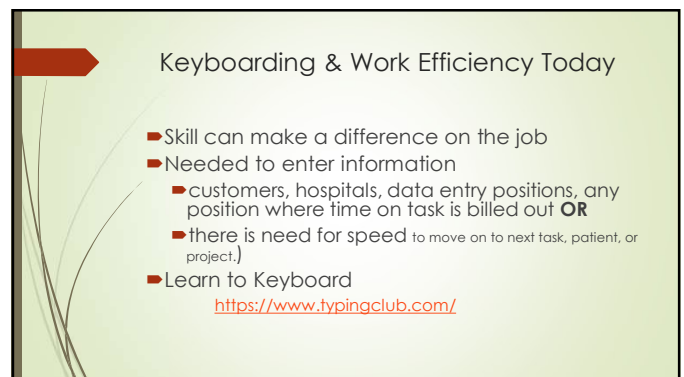 Keyboarding & Work Efficiency Today
Skill can make a difference on the job
Needed to enter information
customers, hospitals, data entry positions, any
position where time on task is billed out OR
there is need for speed to move on to next task, patient, or
project.)
Learn to Keyboard
https://www.typingclub.com/